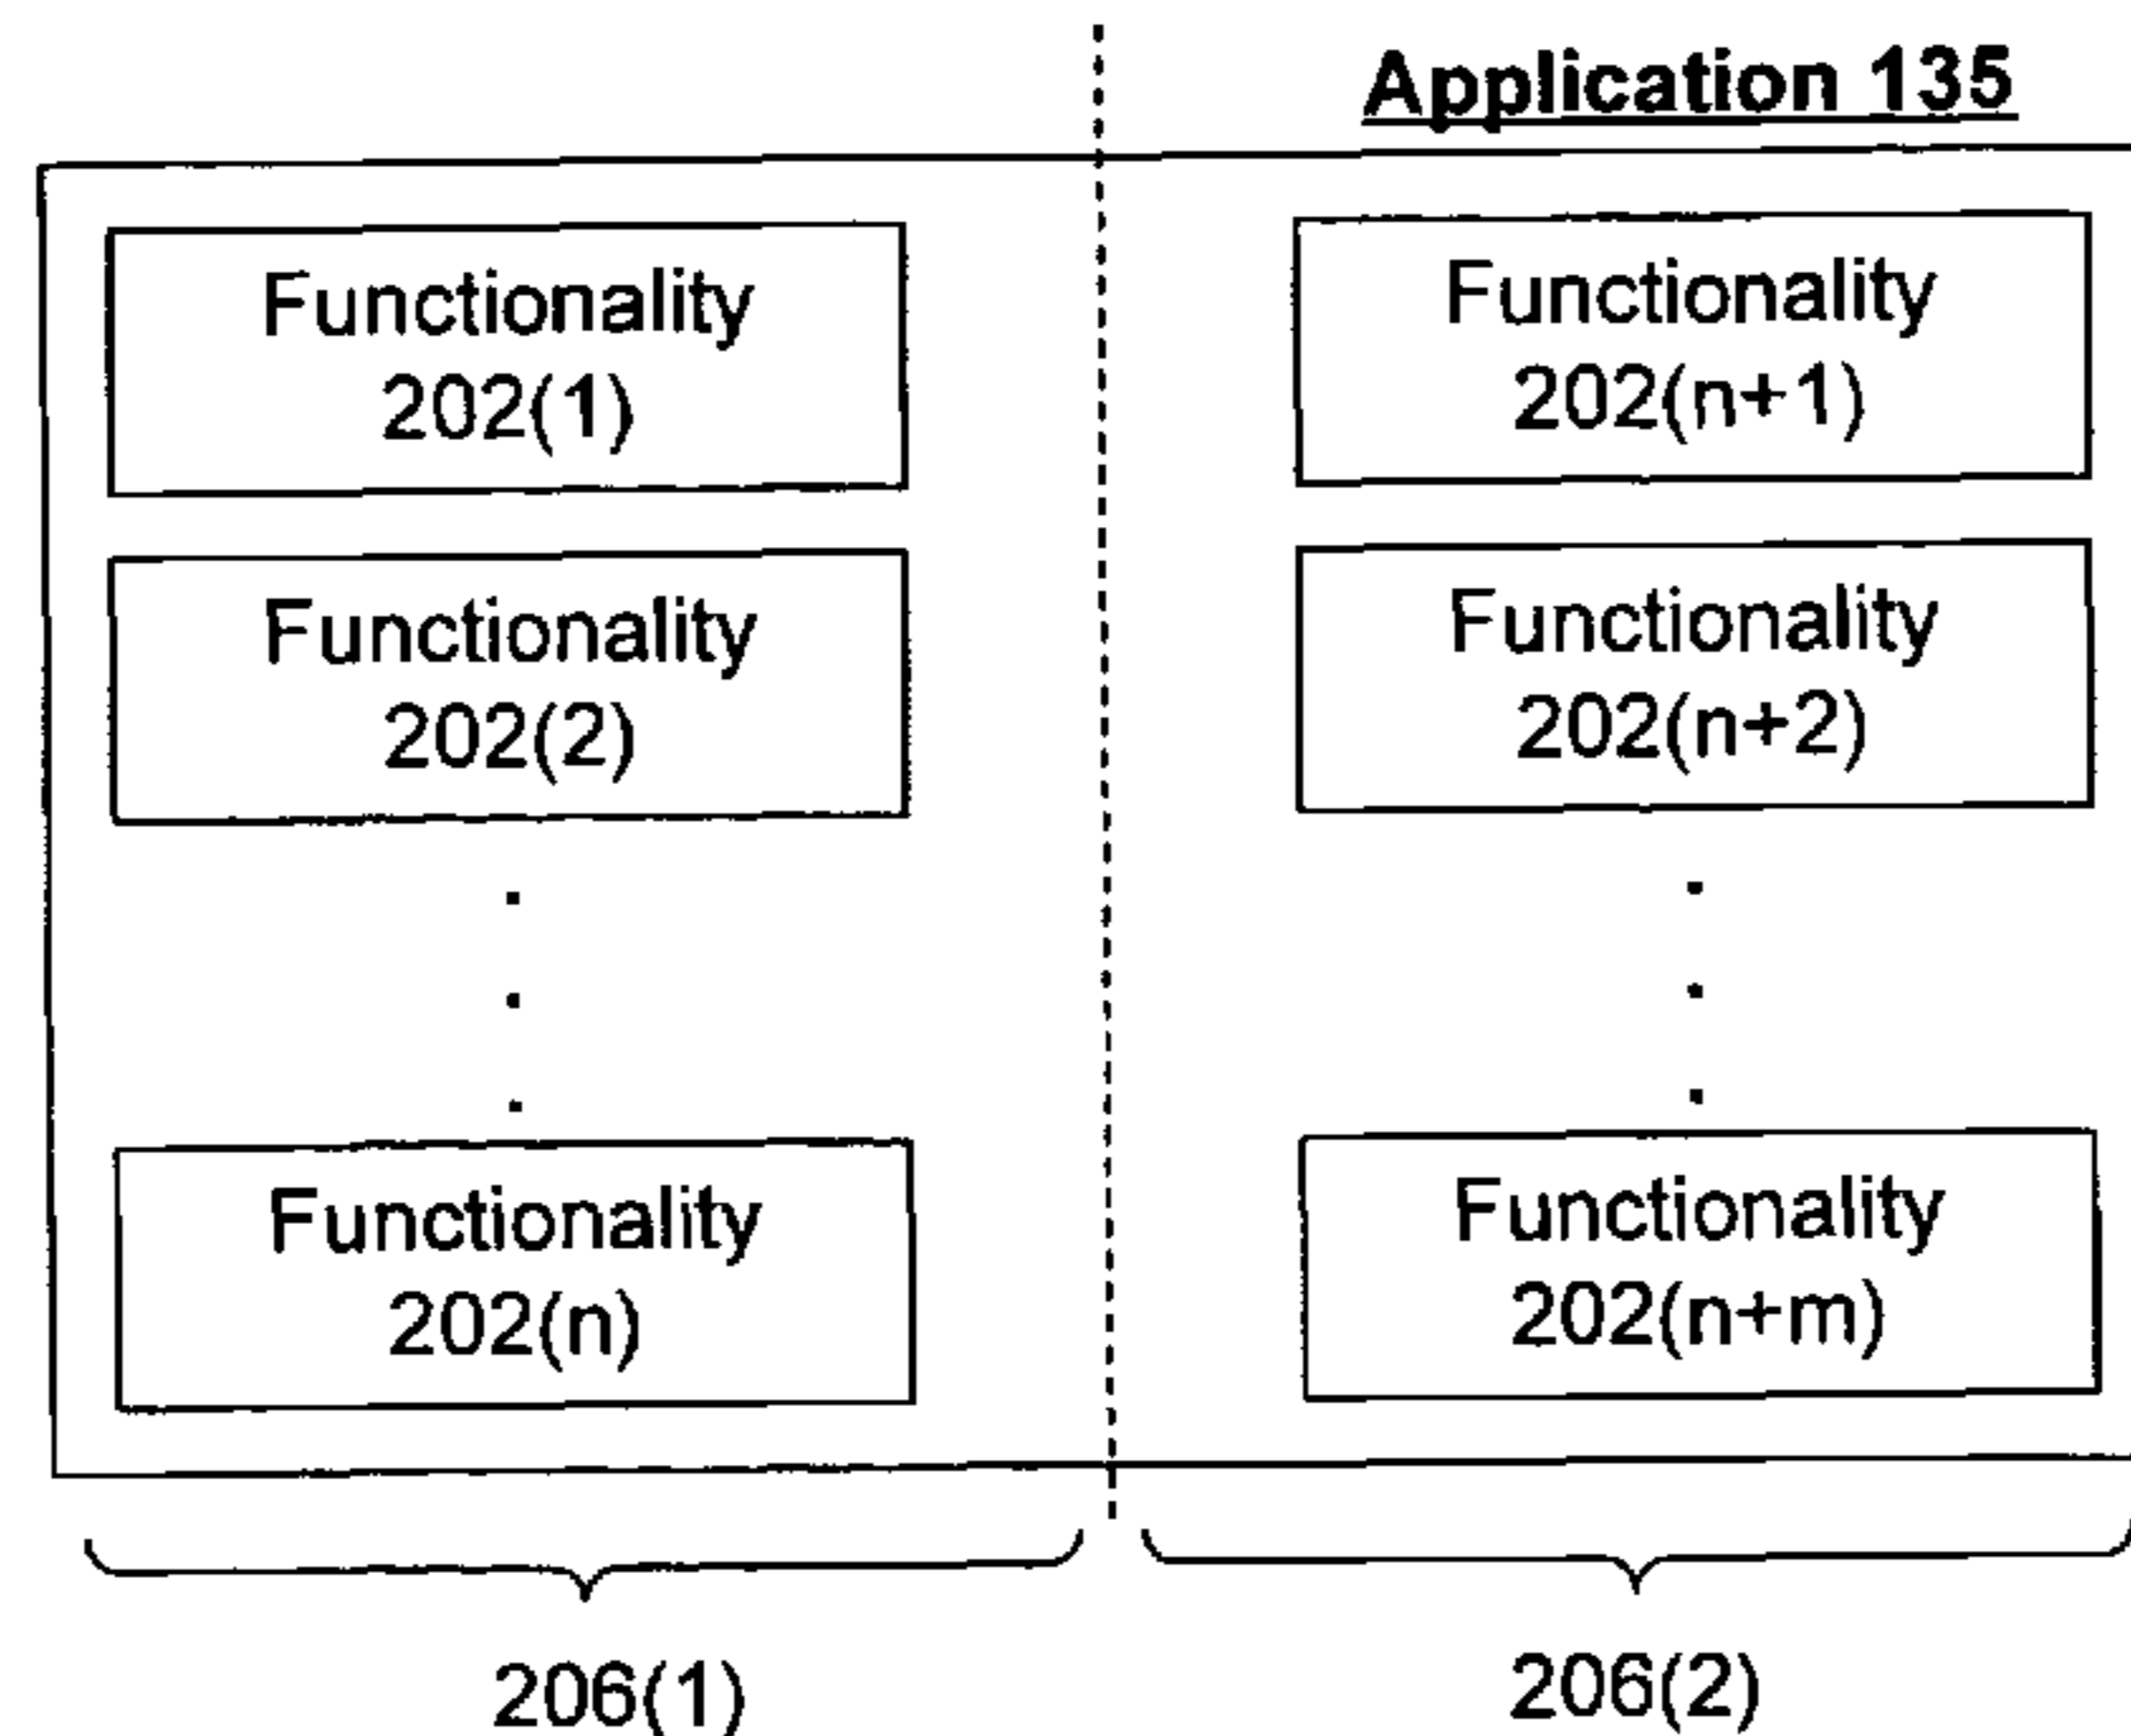 Application 135
Functionality
202(1)
Functionality
202(n+1)
Functionality
202(2)
Functionality
202(n+2)
Functionality
202(n)
Functionality
202(n+m)
206(1)
206(2)